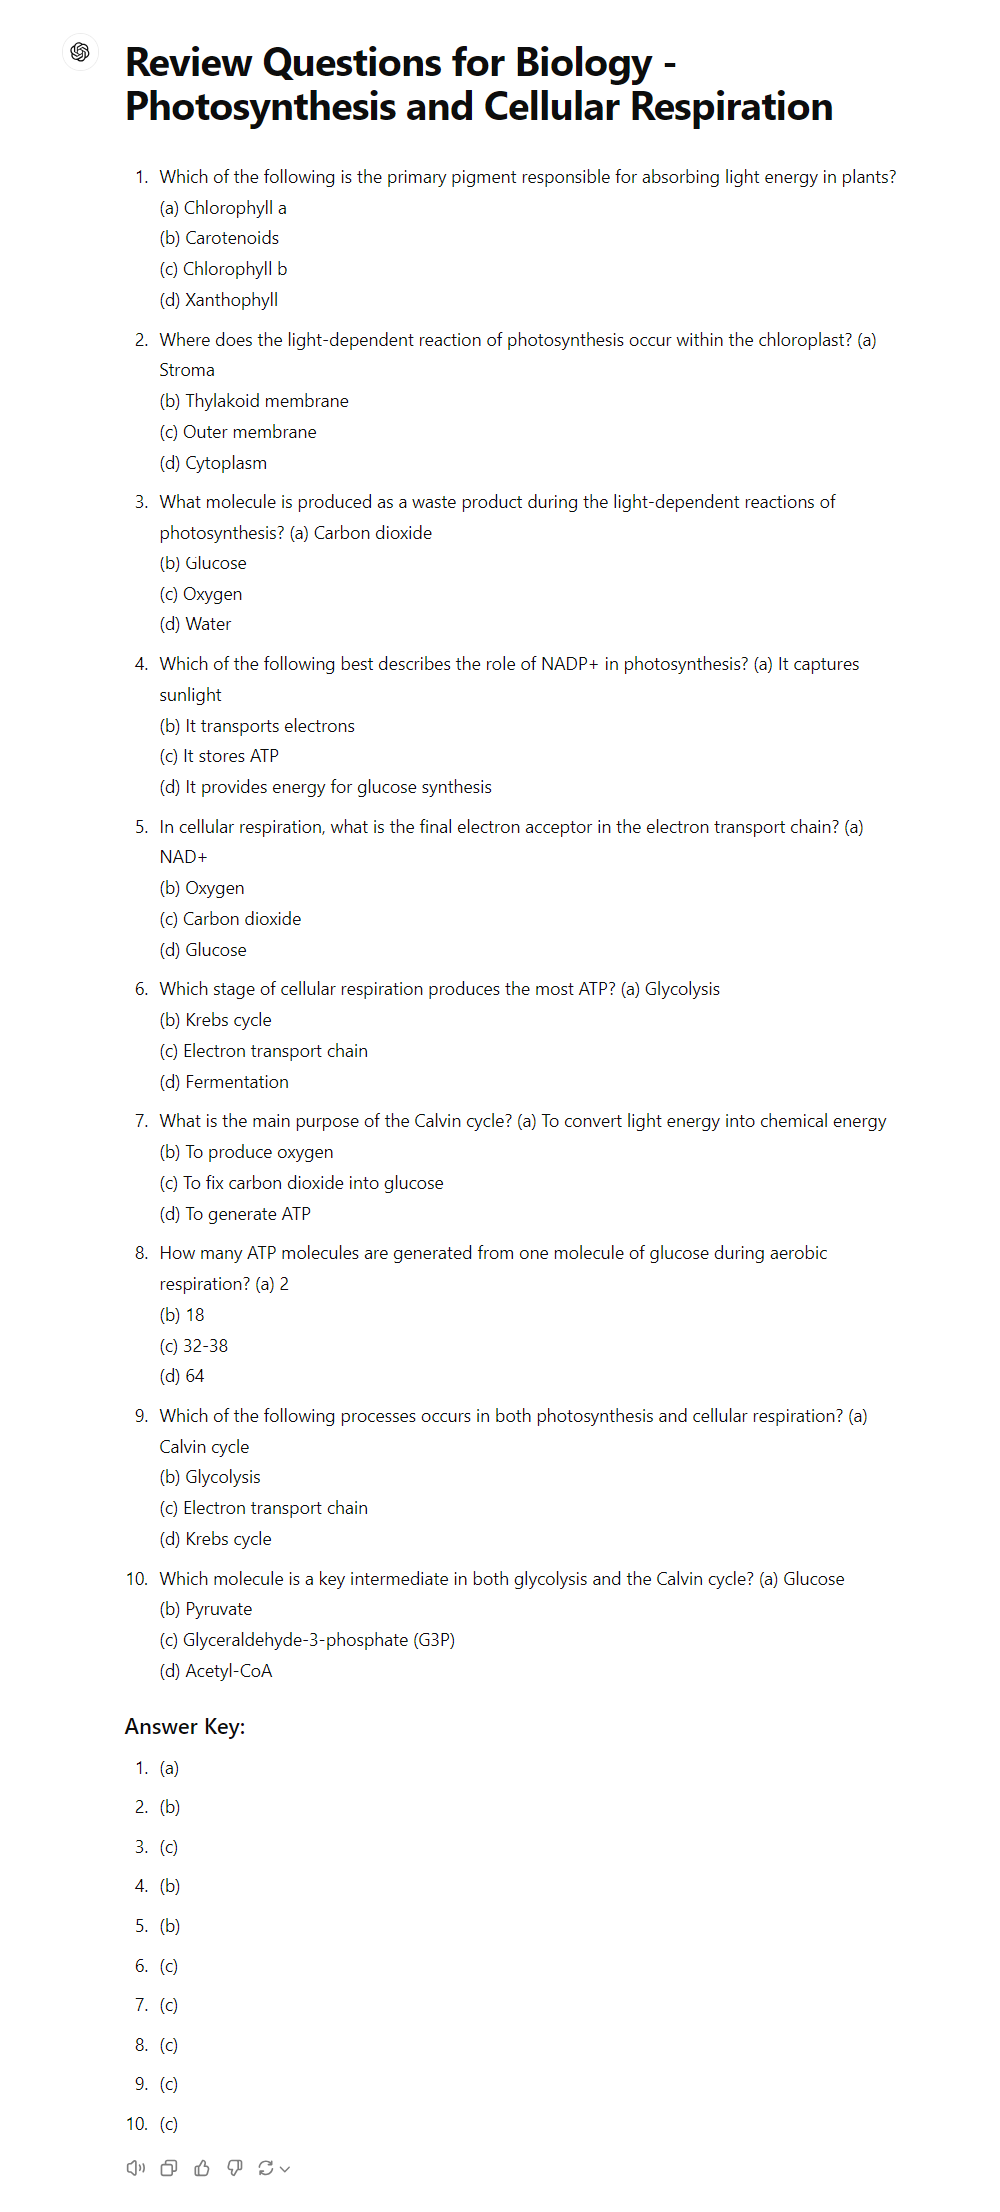 Review Questions for Biology -
Photosynthesis and Cellular Respiration
1. Which of the following is the primary pigment responsible for absorbing light energy in plants?
(a) Chlorophyll a
(b) Carotenoids
(c) Chlorophyll b
(d) Xanthophyll
2. Where does the light-dependent reaction of photosynthesis occur within the chloroplast? (a)
Stroma
(b) Thylakoid membrane
(c) Outer membrane
(d) Cytoplasm
3. What molecule is produced as a waste product during the light-dependent reactions of
photosynthesis? (a) Carbon dioxide
(b) Glucose
(c) Oxygen
(d) Water
4. Which of the following best describes the role of NADP+ in photosynthesis? (a) It captures
sunlight
(b) It transports electrons
(c) It stores ATP
(d) It provides energy for glucose synthesis
5. In cellular respiration, what is the final electron acceptor in the electron transport chain? (a)
NAD+
(b) Oxygen
(c) Carbon dioxide
(d) Glucose
6. Which stage of cellular respiration produces the most ATP? (a) Glycolysis
(b) Krebs cycle
(c) Electron transport chain
(d) Fermentation
7. What is the main purpose of the Calvin cycle? (a) To convert light energy into chemical energy
(b) To produce oxygen
(c) To fix carbon dioxide into glucose
(d) To generate ATP
8. How many ATP molecules are generated from one molecule of glucose during aerobic
respiration? (a) 2
(b) 18
(c) 32-38
(d) 64
9. Which of the following processes occurs in both photosynthesis and cellular respiration? (a)
Calvin cycle
(b) Glycolysis
(c) Electron transport chain
(d) Krebs cycle
10. Which molecule is a key intermediate in both glycolysis and the Calvin cycle? (a) Glucose
(b) Pyruvate
(c) Glyceraldehyde-3-phosphate (G3P)
(d) Acetyl-CoA
Answer Key:
1. (a)
2. (b)
3. (c)
4. (b)
5. (b)
6. (c)
7. (c)
8. (c)
9. (c)
10. (c)